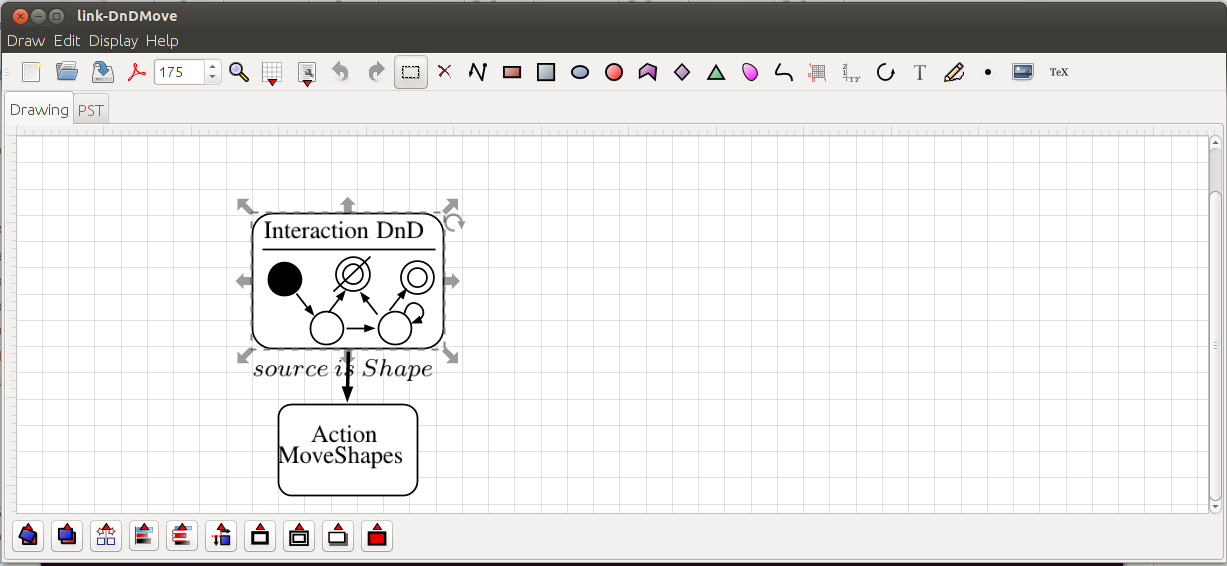 link-DnDMove
Draw Edit Display Help
175
T
TeX
Drawing PST
Interaction DnD
source is Shape
Action
MoveShapes